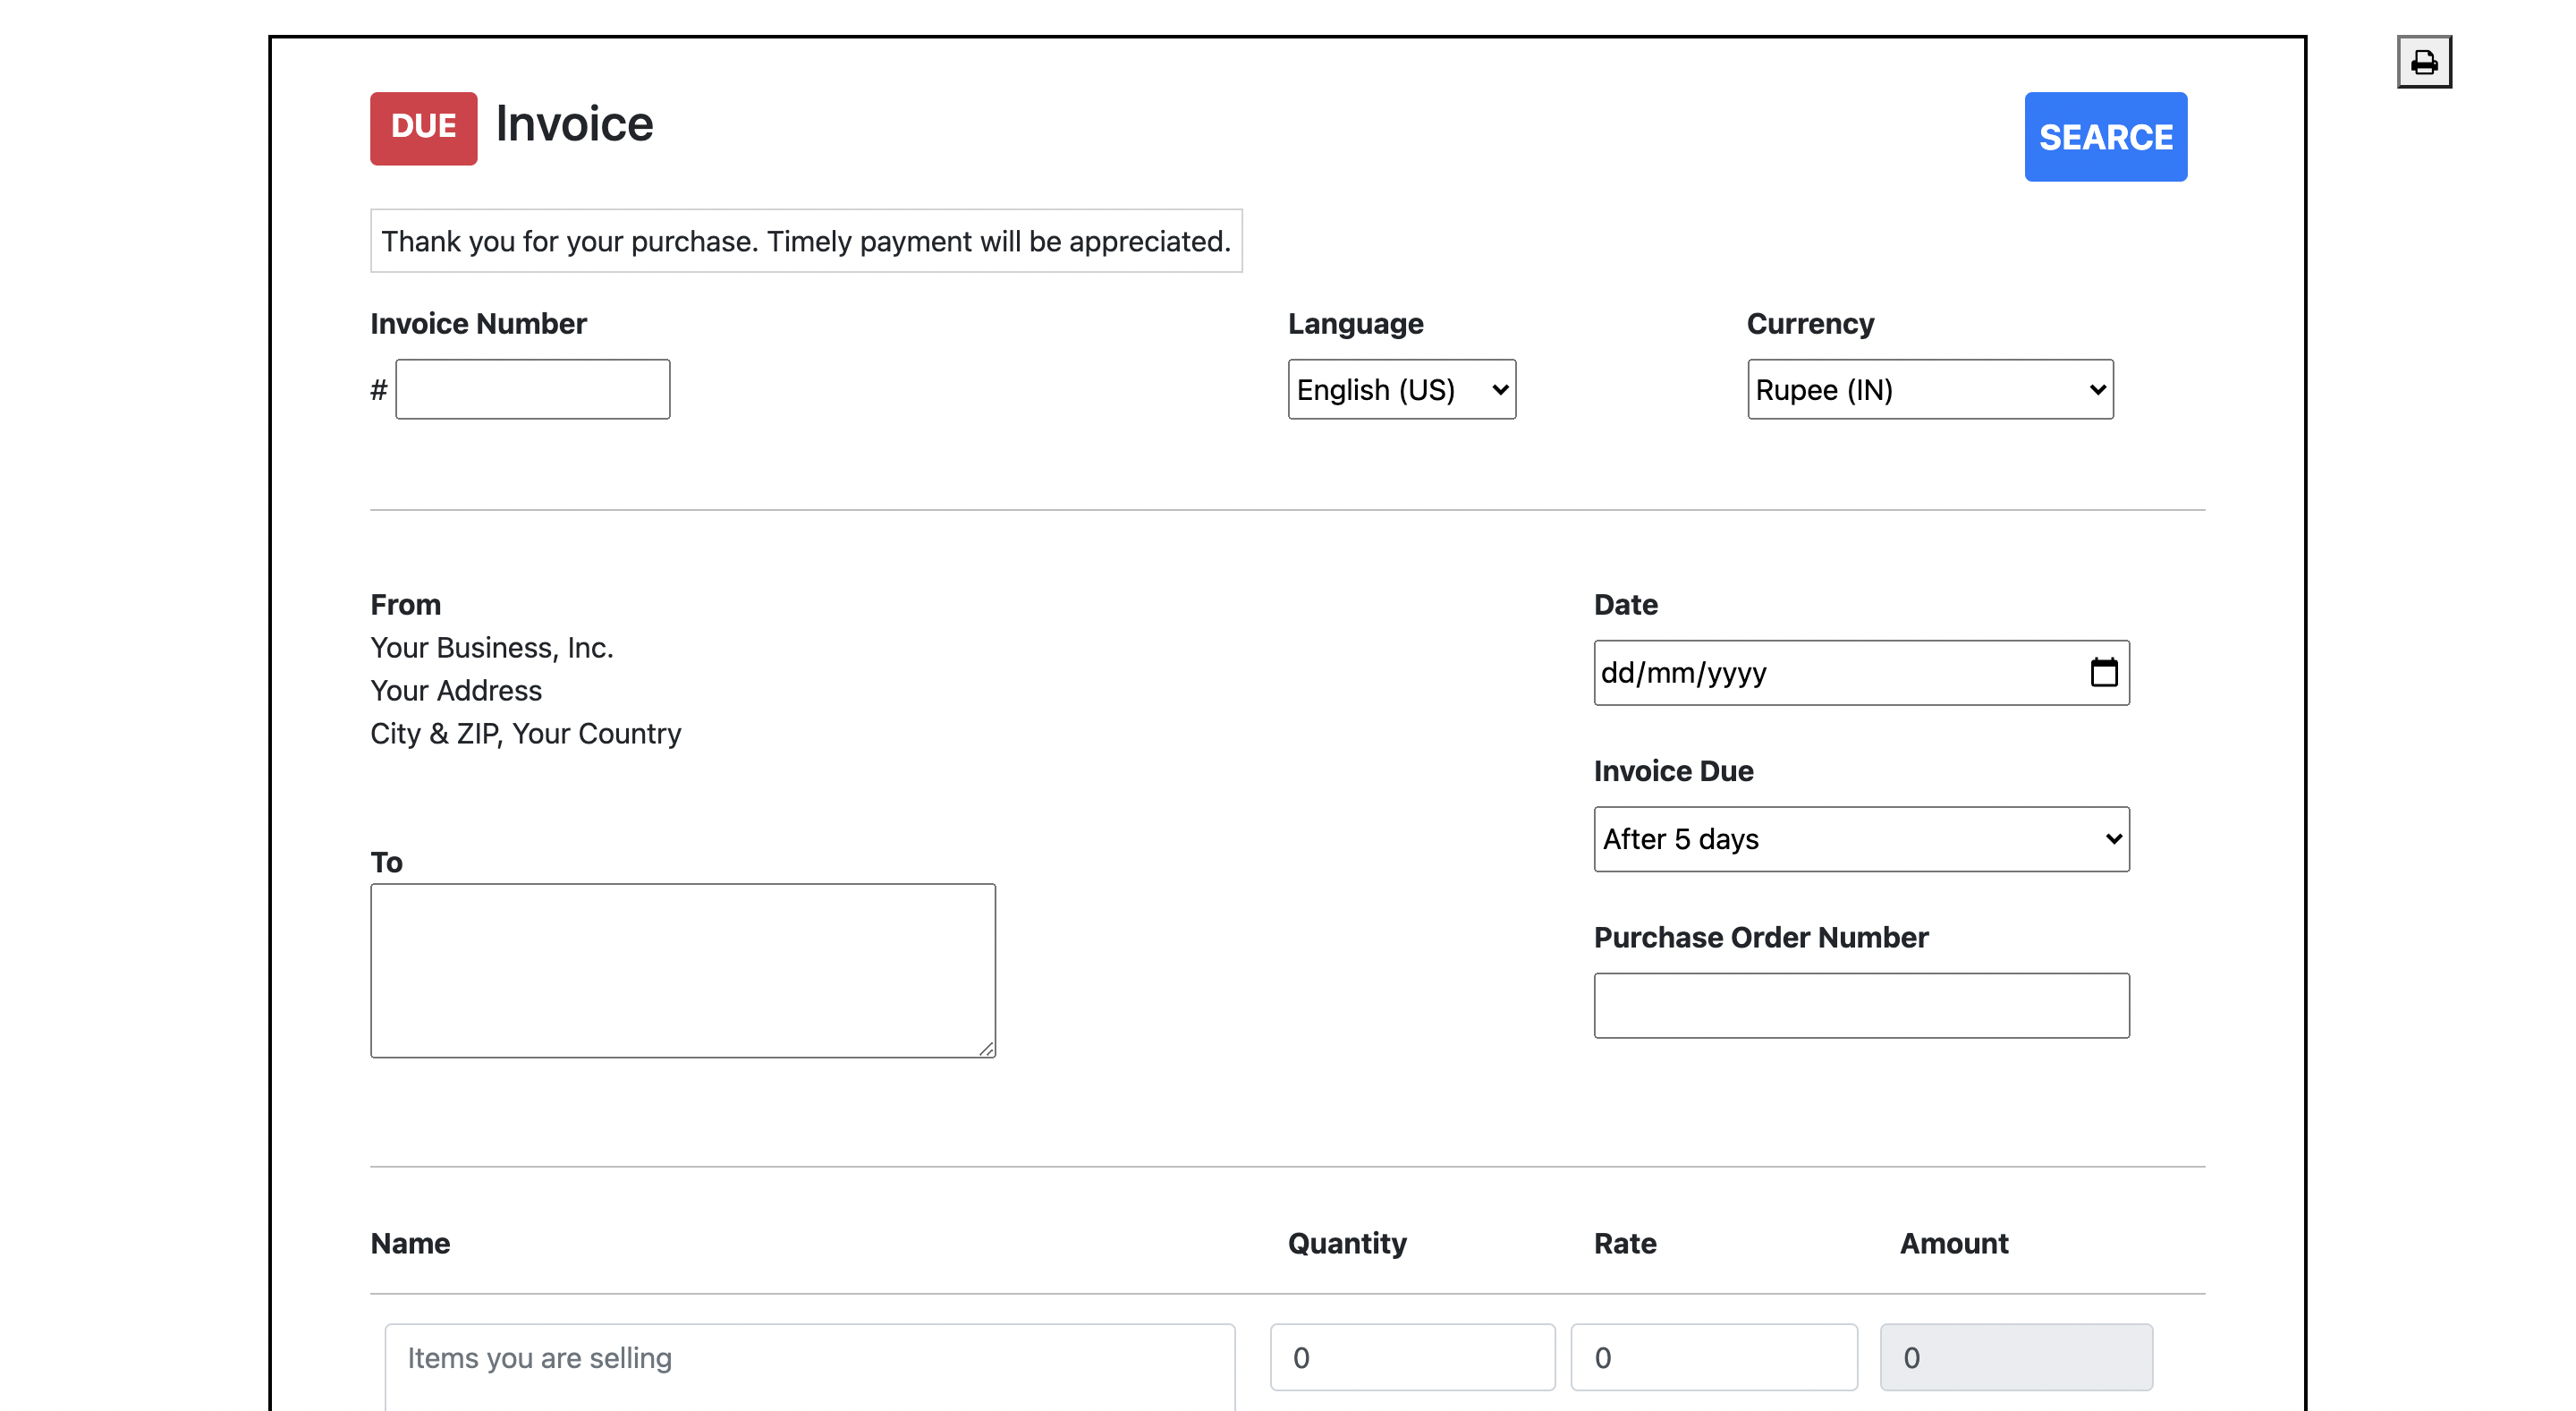 DUE Invoice
SEARCE
Thank you for your purchase. Timely payment will be appreciated.
Invoice Number
Language
Currency
#
English (US)
Rupee (IN)
From
Your Business, Inc.
Your Address
City & ZIP, Your Country
Date
dd/mm/yyyy
Invoice Due
After 5 days
To
Purchase Order Number
Name Quantity Rate Amount
Items you are selling 0 0 0